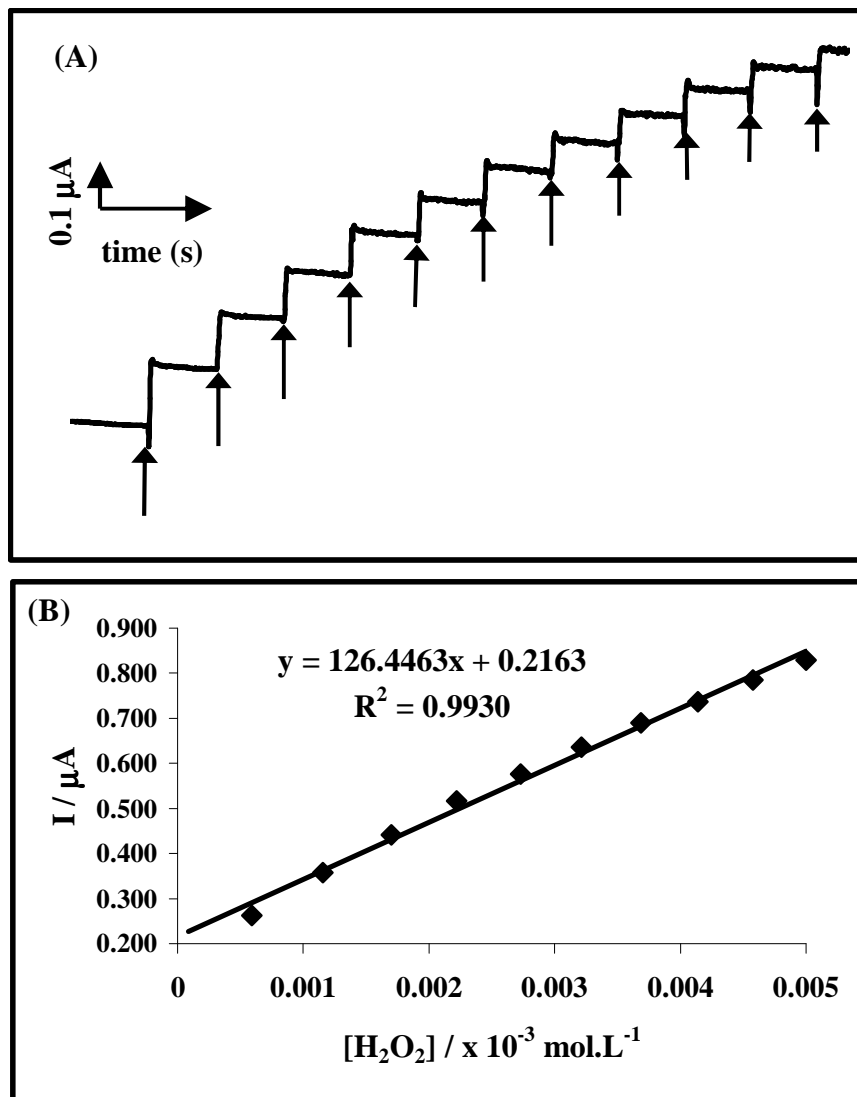 (A)
0.1 μA
time (s)
(B)
y = 126.4463x + 0.2163
R² = 0.9930
I / μA
0.900
0.800
0.700
0.600
0.500
0.400
0.300
0.200
0 0.001 0.002 0.003 0.004 0.005
[H₂O₂] / x 10⁻³ mol.L⁻¹